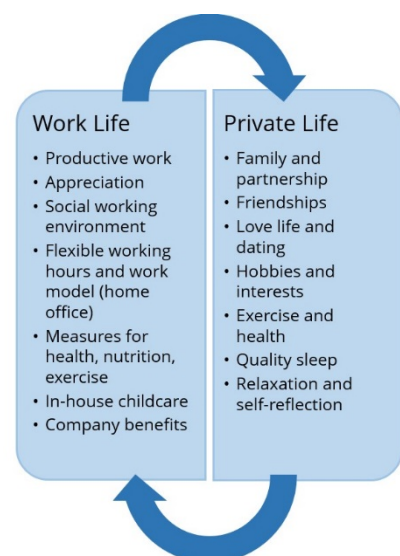 Work Life
• Productive work
• Appreciation
• Social working
environment
• Flexible working
hours and work
model (home
office)
• Measures for
health, nutrition,
exercise
• In-house childcare
• Company benefits
Private Life
• Family and
partnership
• Friendships
• Love life and
dating
• Hobbies and
interests
• Exercise and
health
• Quality sleep
• Relaxation and
self-reflection